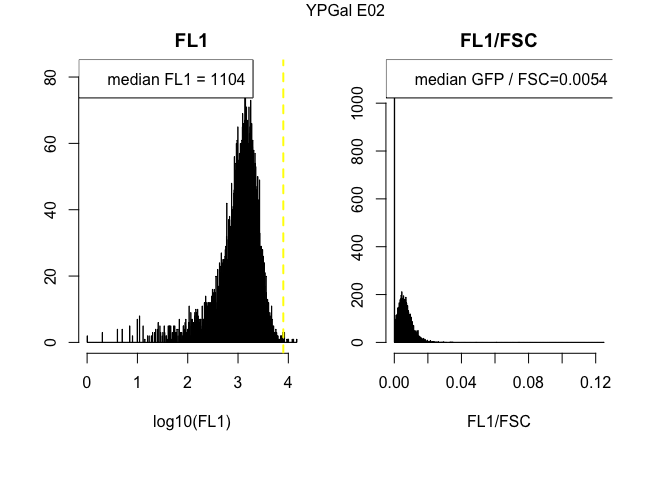 YPGal E02
FL1
median FL1 = 1104
80
60
40
20
0
0 1 2 3 4
log10(FL1)
FL1/FSC
median GFP / FSC=0.0054
1000
800
600
400
200
0
0.00 0.04 0.08 0.12
FL1/FSC